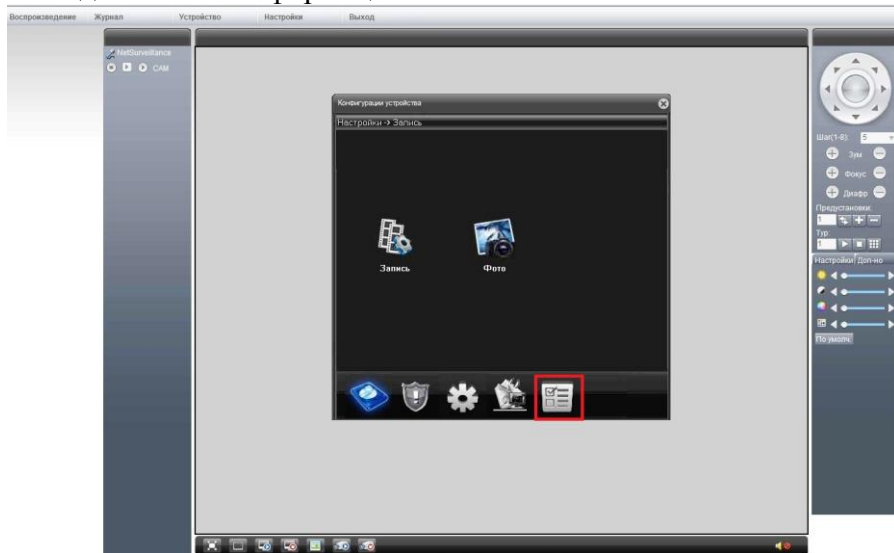 Воспроизведение Журнал Устройство Настройки Выход
NetSurveillance
CAM
Конфигурации устройства
Настройки -> Запись
Запись Фото
Шаг(1-8): 5
Зум
Фокус
Диафр
Предустановки:
1
Тур:
1
Настройки Доп-но
По умолч.